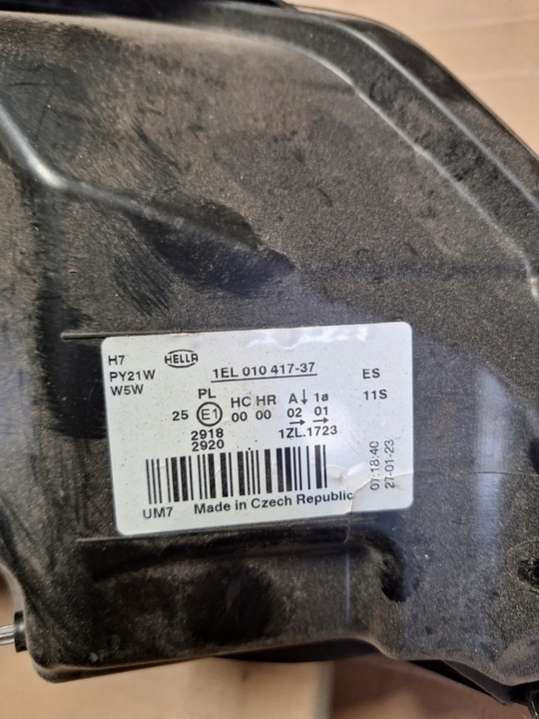 H7
PY21W
W5W
HELLA
1EL 010 417-37
ES
11S
PL
HC HR A↓ 1a
25 E1 00 00 02 01
→ →
2918
2920
1ZL.1723
UM7 Made in Czech Republic
07:18:40
27-01-23